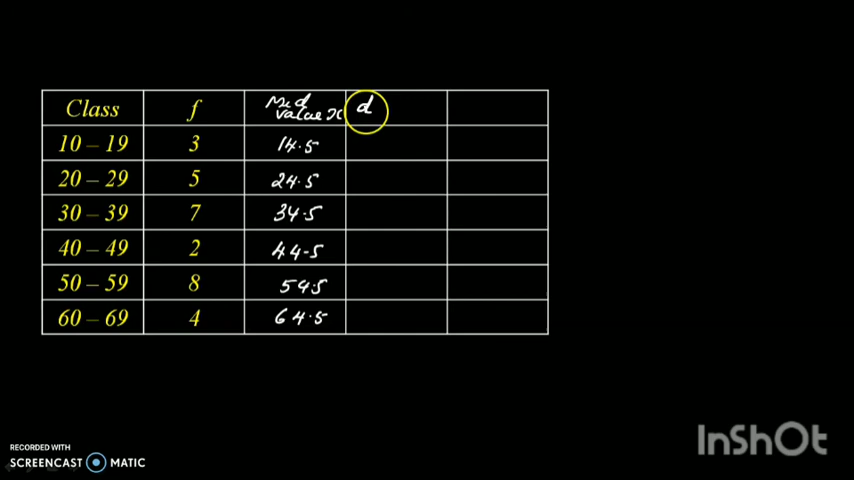 Class f Mid value x d
10 – 19 3 14.5
20 – 29 5 24.5
30 – 39 7 34.5
40 – 49 2 44.5
50 – 59 8 54.5
60 – 69 4 64.5
RECORDED WITH
SCREENCAST MATIC
InShOt